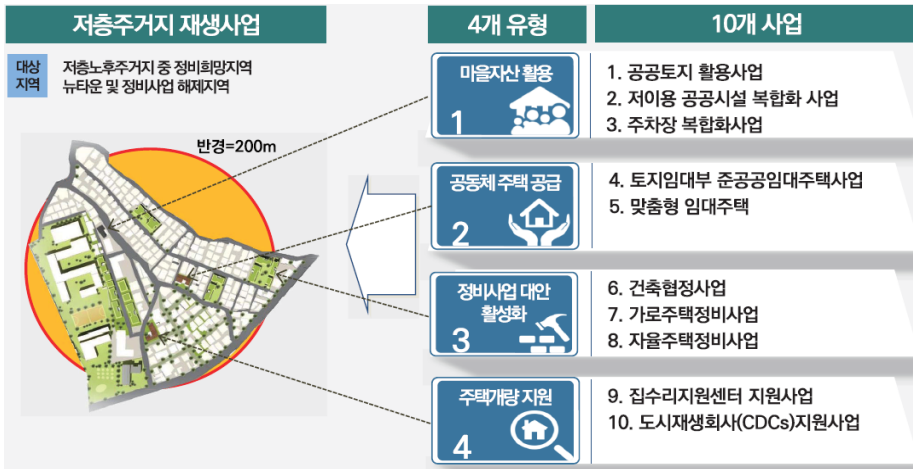 저층주거지 재생사업
4개 유형
10개 사업
대상
지역
저층노후주거지 중 정비희망지역
뉴타운 및 정비사업 해제지역
반경=200m
마을자산 활용
1
1. 공공토지 활용사업
2. 저이용 공공시설 복합화 사업
3. 주차장 복합화사업
공동체 주택 공급
2
4. 토지임대부 준공공임대주택사업
5. 맞춤형 임대주택
정비사업 대안
활성화
3
6. 건축협정사업
7. 가로주택정비사업
8. 자율주택정비사업
주택개량 지원
4
9. 집수리지원센터 지원사업
10. 도시재생회사(CDCs)지원사업